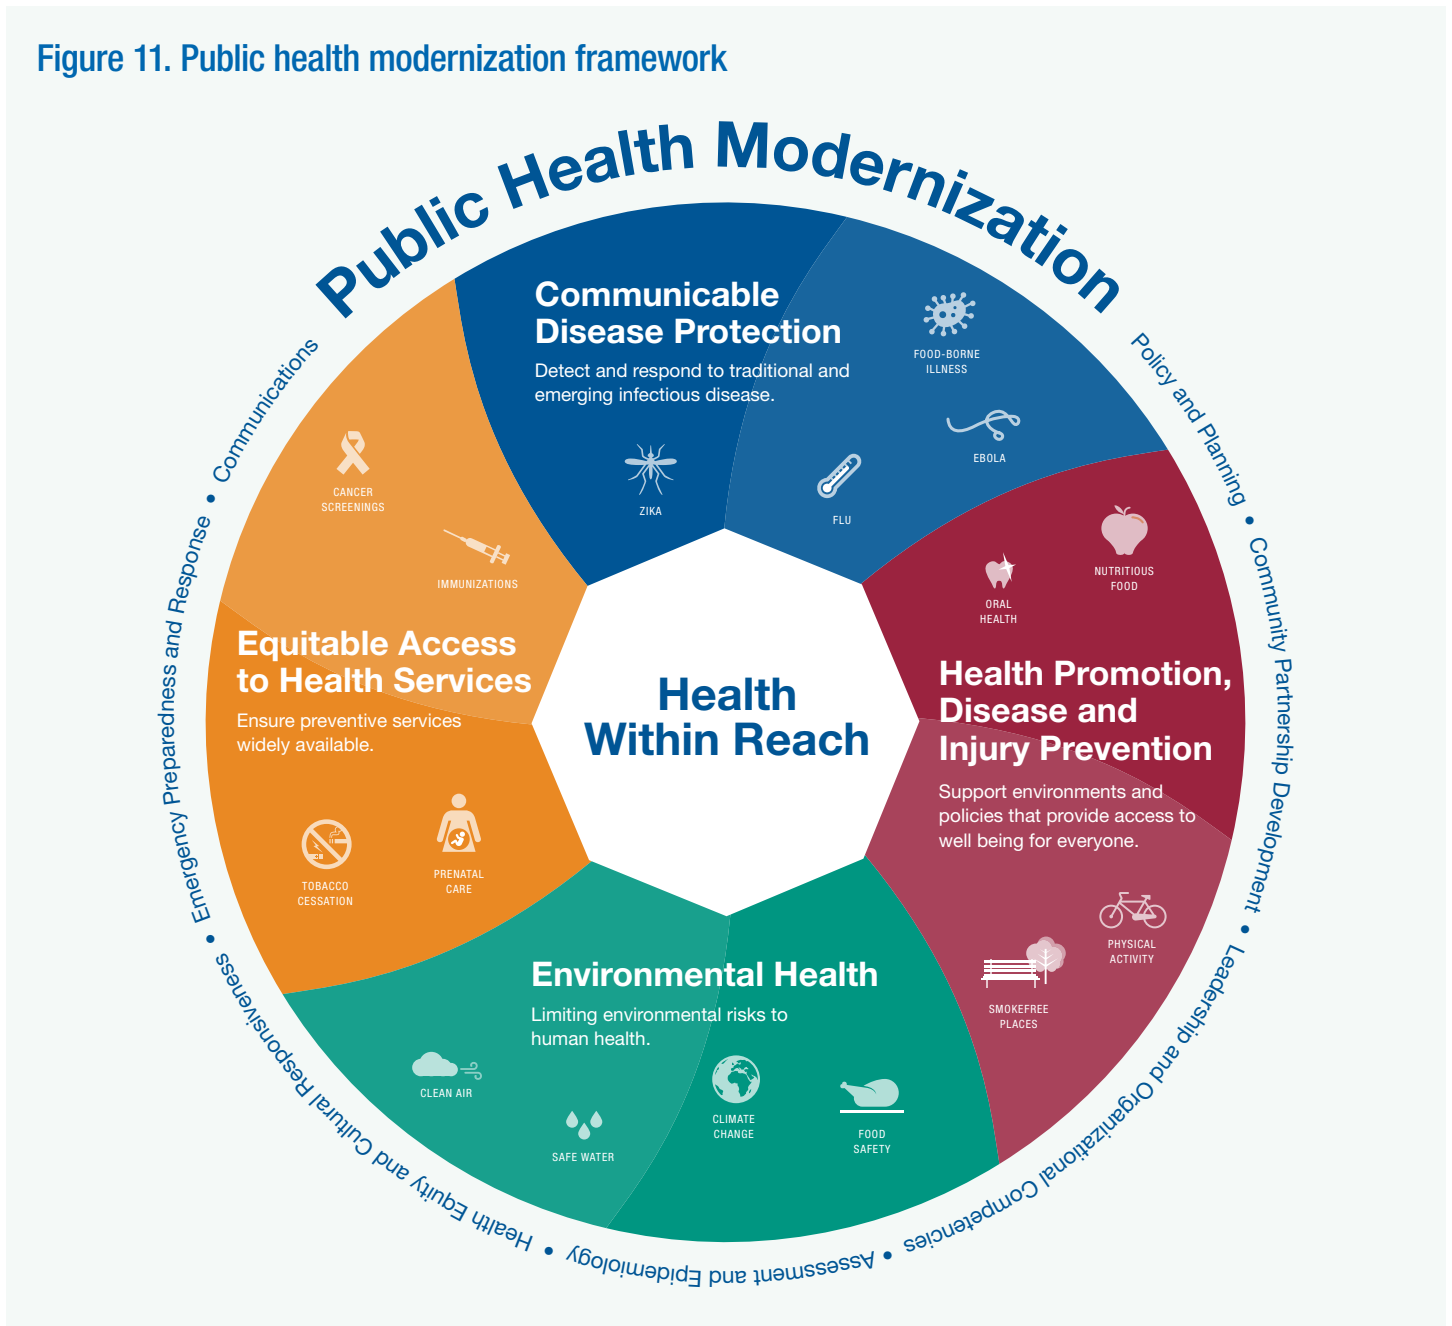 Figure 11. Public health modernization framework
Public Health Modernization
Communicable
Disease Protection
Detect and respond to traditional and
emerging infectious disease.
ZIKA
FLU
EBOLA
FOOD-BORNE
ILLNESS
NUTRITIOUS
FOOD
ORAL
HEALTH
Health Promotion,
Disease and
Injury Prevention
Support environments and
policies that provide access to
well being for everyone.
PHYSICAL
ACTIVITY
SMOKEFREE
PLACES
Environmental Health
Limiting environmental risks to
human health.
CLEAN AIR
SAFE WATER
CLIMATE
CHANGE
FOOD
SAFETY
CANCER
SCREENINGS
IMMUNIZATIONS
Equitable Access
to Health Services
Ensure preventive services
widely available.
TOBACCO
CESSATION
PRENATAL
CARE
Health
Within Reach
Policy and Planning • Community Partnership Development • Leadership and Organizational Competencies • Assessment and Epidemiology • Health Equity and Cultural Responsiveness • Emergency Preparedness and Response • Communications